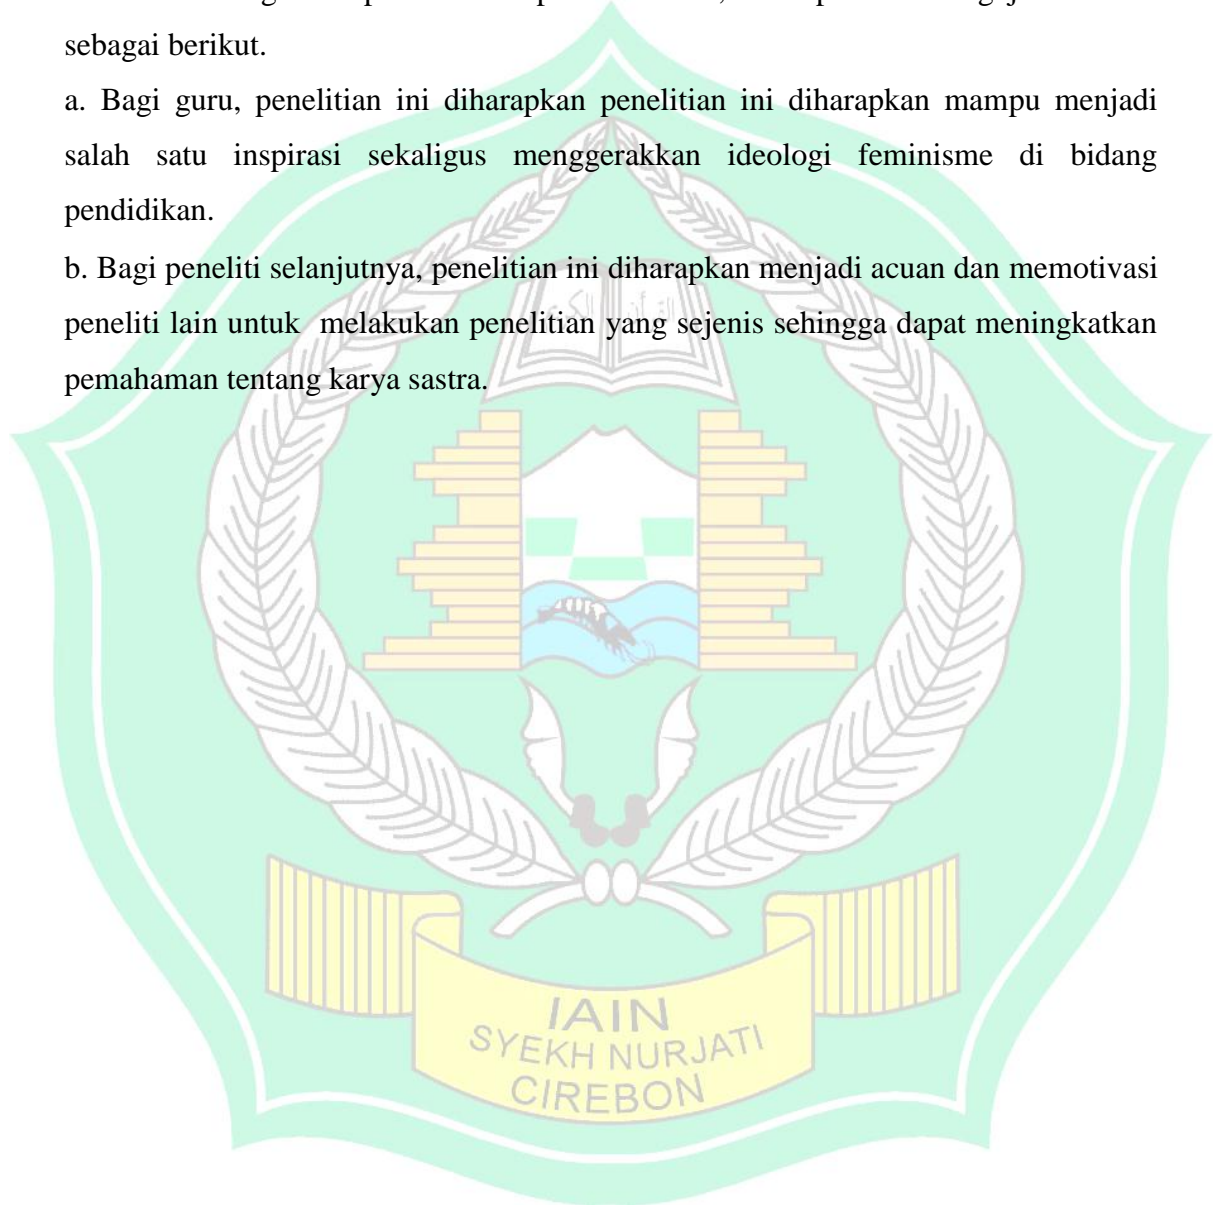 sebagai berikut.
a. Bagi guru, penelitian ini diharapkan penelitian ini diharapkan mampu menjadi
salah satu inspirasi sekaligus menggerakkan ideologi feminisme di bidang
pendidikan.
b. Bagi peneliti selanjutnya, penelitian ini diharapkan menjadi acuan dan memotivasi
peneliti lain untuk melakukan penelitian yang sejenis sehingga dapat meningkatkan
pemahaman tentang karya sastra.
IAIN
SYEKH NURJATI
CIREBON